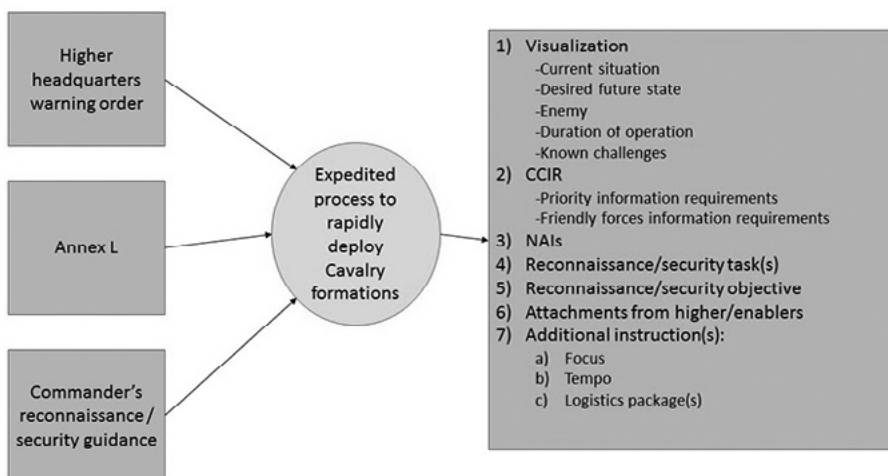 Higher
headquarters
warning order
Annex L
Commander's
reconnaissance/
security guidance
Expedited
process to
rapidly
deploy
Cavalry
formations
1) Visualization
-Current situation
-Desired future state
-Enemy
-Duration of operation
-Known challenges
2) CCIR
-Priority information requirements
-Friendly forces information requirements
3) NAIs
4) Reconnaissance/security task(s)
5) Reconnaissance/security objective
6) Attachments from higher/enablers
7) Additional instruction(s):
a) Focus
b) Tempo
c) Logistics package(s)